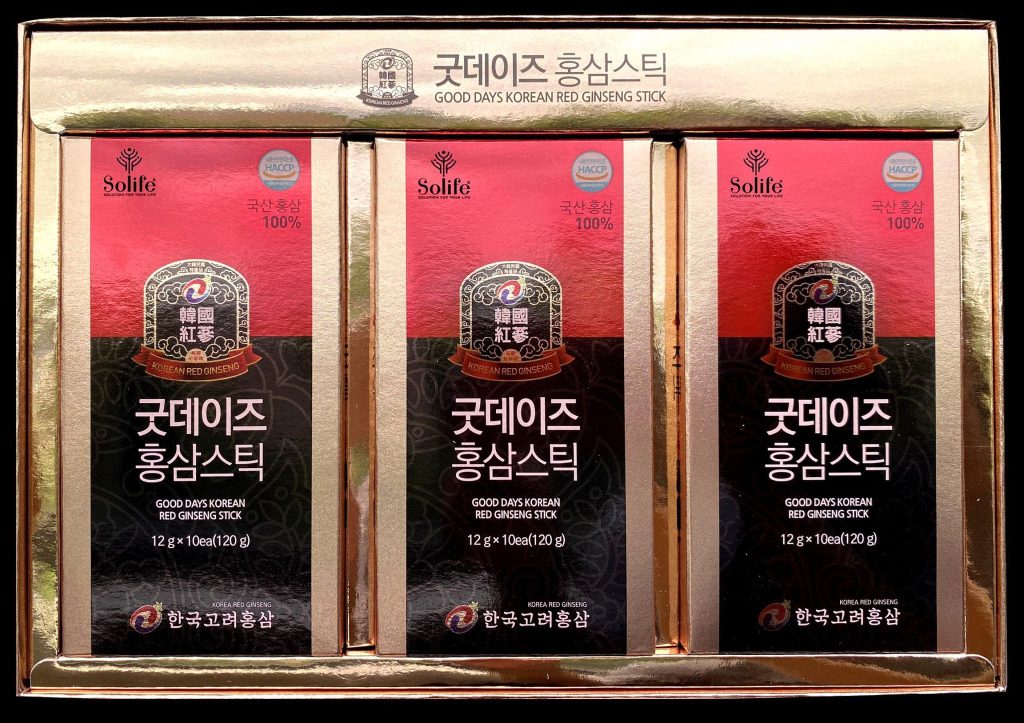 韓國
紅蔘
KOREAN RED GINSENG
굿데이즈 홍삼스틱
GOOD DAYS KOREAN RED GINSENG STICK
Solife
SOLUTION FOR YOUR LIFE
HACCP
국산 홍삼
100%
韓國
紅蔘
KOREAN RED GINSENG
굿데이즈
홍삼스틱
GOOD DAYS KOREAN
RED GINSENG STICK
12 g × 10ea(120 g)
KOREA RED GINSENG
한국고려홍삼
Solife
SOLUTION FOR YOUR LIFE
HACCP
국산 홍삼
100%
韓國
紅蔘
KOREAN RED GINSENG
굿데이즈
홍삼스틱
GOOD DAYS KOREAN
RED GINSENG STICK
12 g × 10ea(120 g)
KOREA RED GINSENG
한국고려홍삼
Solife
SOLUTION FOR YOUR LIFE
HACCP
국산 홍삼
100%
韓國
紅蔘
KOREAN RED GINSENG
굿데이즈
홍삼스틱
GOOD DAYS KOREAN
RED GINSENG STICK
12 g × 10ea(120 g)
KOREA RED GINSENG
한국고려홍삼